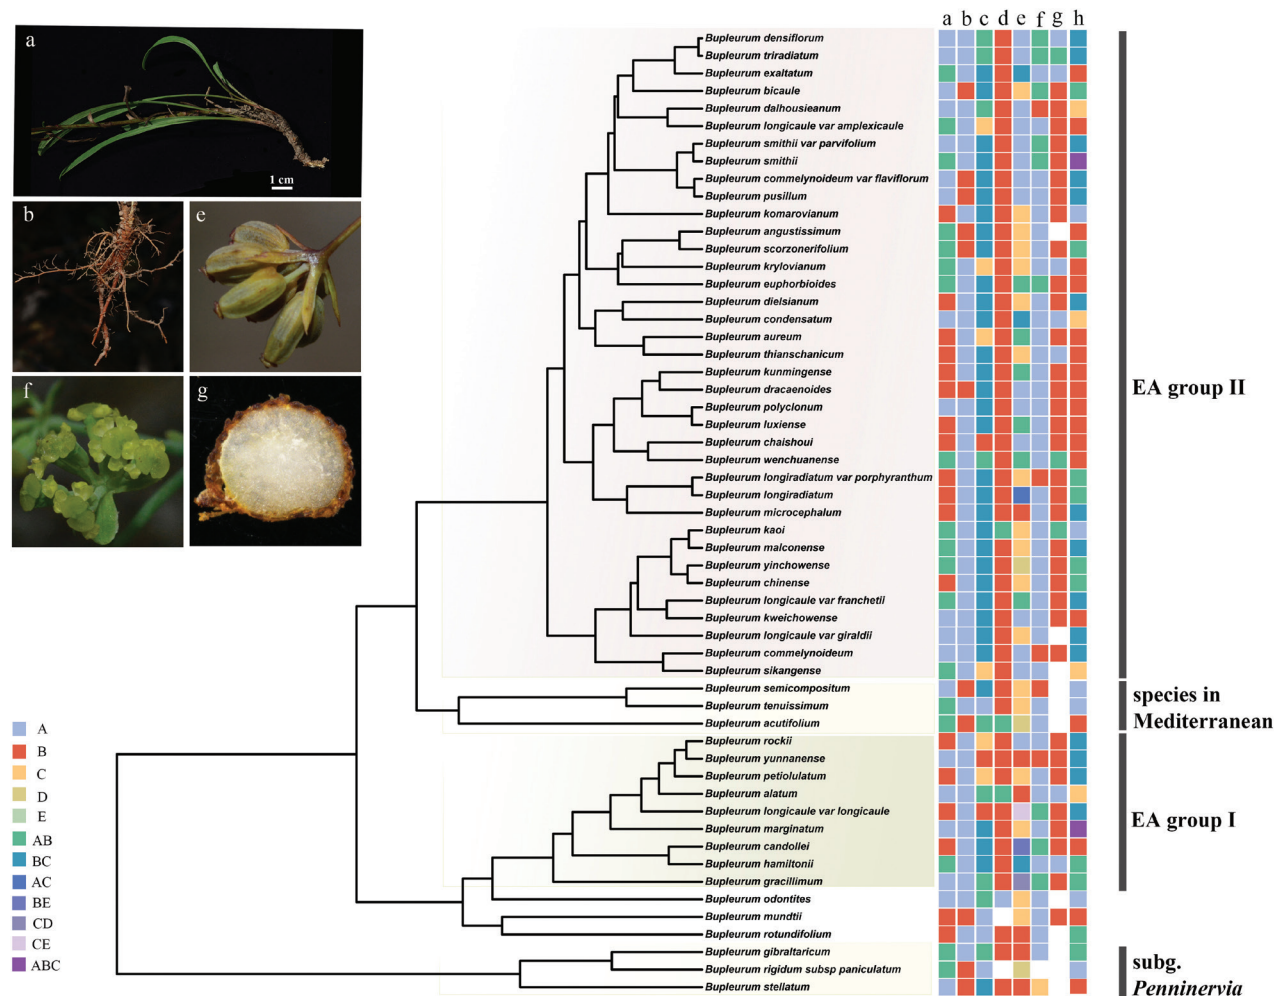 a
1 cm
b
e
f
g
a b c d e f g h
Bupleurum densiflorum
Bupleurum triradiatum
Bupleurum exaltatum
Bupleurum bicaule
Bupleurum dalhousieanum
Bupleurum longicaule var amplexicaule
Bupleurum smithii var parvifolium
Bupleurum smithii
Bupleurum commelynoideum var flaviflorum
Bupleurum pusillum
Bupleurum komarovianum
Bupleurum angustissimum
Bupleurum scorzonerifolium
Bupleurum krylovianum
Bupleurum euphorbioides
Bupleurum dielsianum
Bupleurum condensatum
Bupleurum aureum
Bupleurum thianschanicum
Bupleurum kunmingense
Bupleurum dracaenoides
Bupleurum polyclonum
Bupleurum luxiense
Bupleurum chaishoui
Bupleurum wenchuanense
Bupleurum longiradiatum var porphyranthum
Bupleurum longiradiatum
Bupleurum microcephalum
Bupleurum kaoi
Bupleurum malconense
Bupleurum yinchowense
Bupleurum chinense
Bupleurum longicaule var franchetii
Bupleurum kweichowense
Bupleurum longicaule var giraldii
Bupleurum commelynoideum
Bupleurum sikangense
Bupleurum semicompositum
Bupleurum tenuissimum
Bupleurum acutifolium
Bupleurum rockii
Bupleurum yunnanense
Bupleurum petiolulatum
Bupleurum alatum
Bupleurum longicaule var longicaule
Bupleurum marginatum
Bupleurum candollei
Bupleurum hamiltonii
Bupleurum gracillimum
Bupleurum odontites
Bupleurum mundtii
Bupleurum rotundifolium
Bupleurum gibraltaricum
Bupleurum rigidum subsp paniculatum
Bupleurum stellatum
EA group II
species in
Mediterranean
EA group I
subg.
Penninervia
A
B
C
D
E
AB
BC
AC
BE
CD
CE
ABC